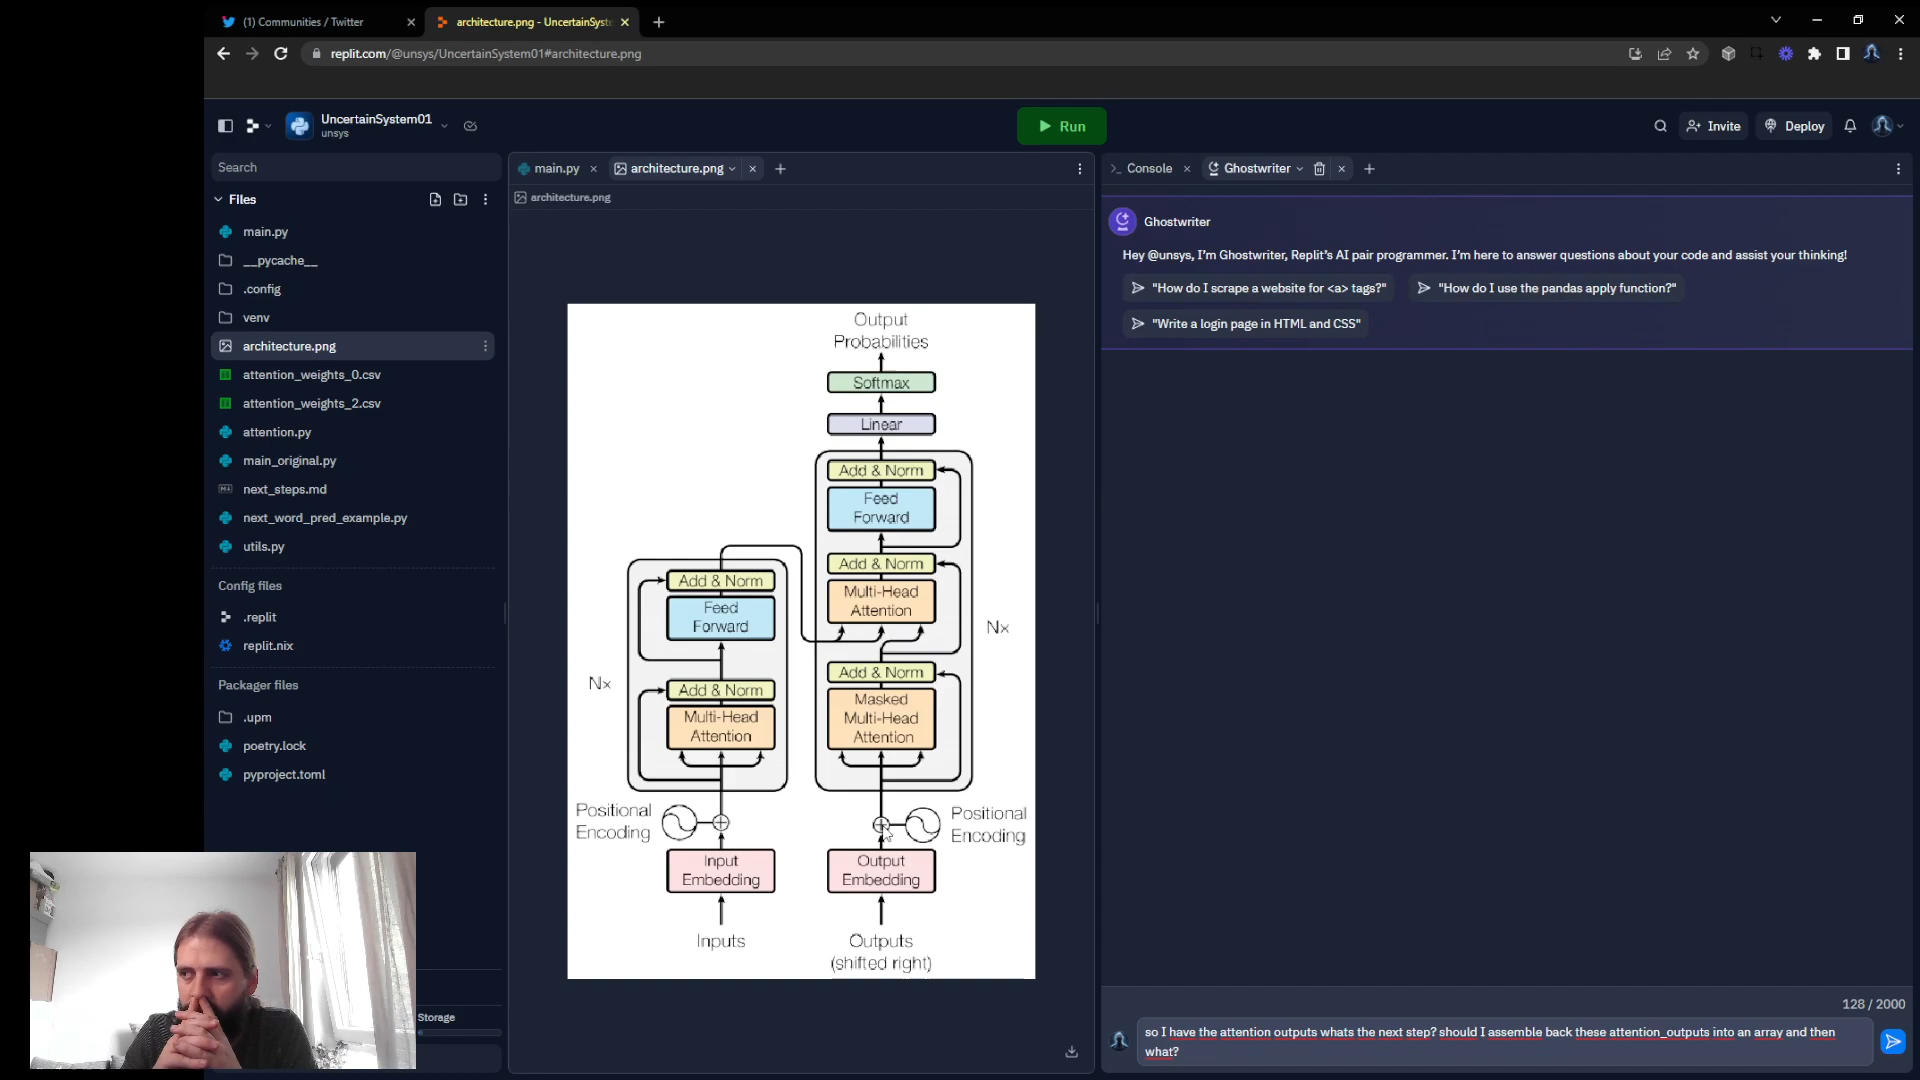 (1) Communities / Twitter
architecture.png - UncertainSyste
replit.com/@unsys/UncertainSystem01#architecture.png
UncertainSystem01
unsys
Run
Invite
Deploy
Search
Files
main.py
__pycache__
.config
venv
architecture.png
attention_weights_0.csv
attention_weights_2.csv
attention.py
main_original.py
next_steps.md
next_word_pred_example.py
utils.py
Config files
.replit
replit.nix
Packager files
.upm
poetry.lock
pyproject.toml
Storage
main.py
architecture.png
architecture.png
Output
Probabilities
Softmax
Linear
Add & Norm
Feed
Forward
Add & Norm
Multi-Head
Attention
Nx
Add & Norm
Masked
Multi-Head
Attention
Add & Norm
Feed
Forward
Nx
Add & Norm
Multi-Head
Attention
Positional
Encoding
Positional
Encoding
Input
Embedding
Output
Embedding
Inputs
Outputs
(shifted right)
Console
Ghostwriter
Ghostwriter
Hey @unsys, I'm Ghostwriter, Replit's AI pair programmer. I'm here to answer questions about your code and assist your thinking!
"How do I scrape a website for <a> tags?"
"How do I use the pandas apply function?"
"Write a login page in HTML and CSS"
128 / 2000
so I have the attention outputs whats the next step? should I assemble back these attention_outputs into an array and then
what?